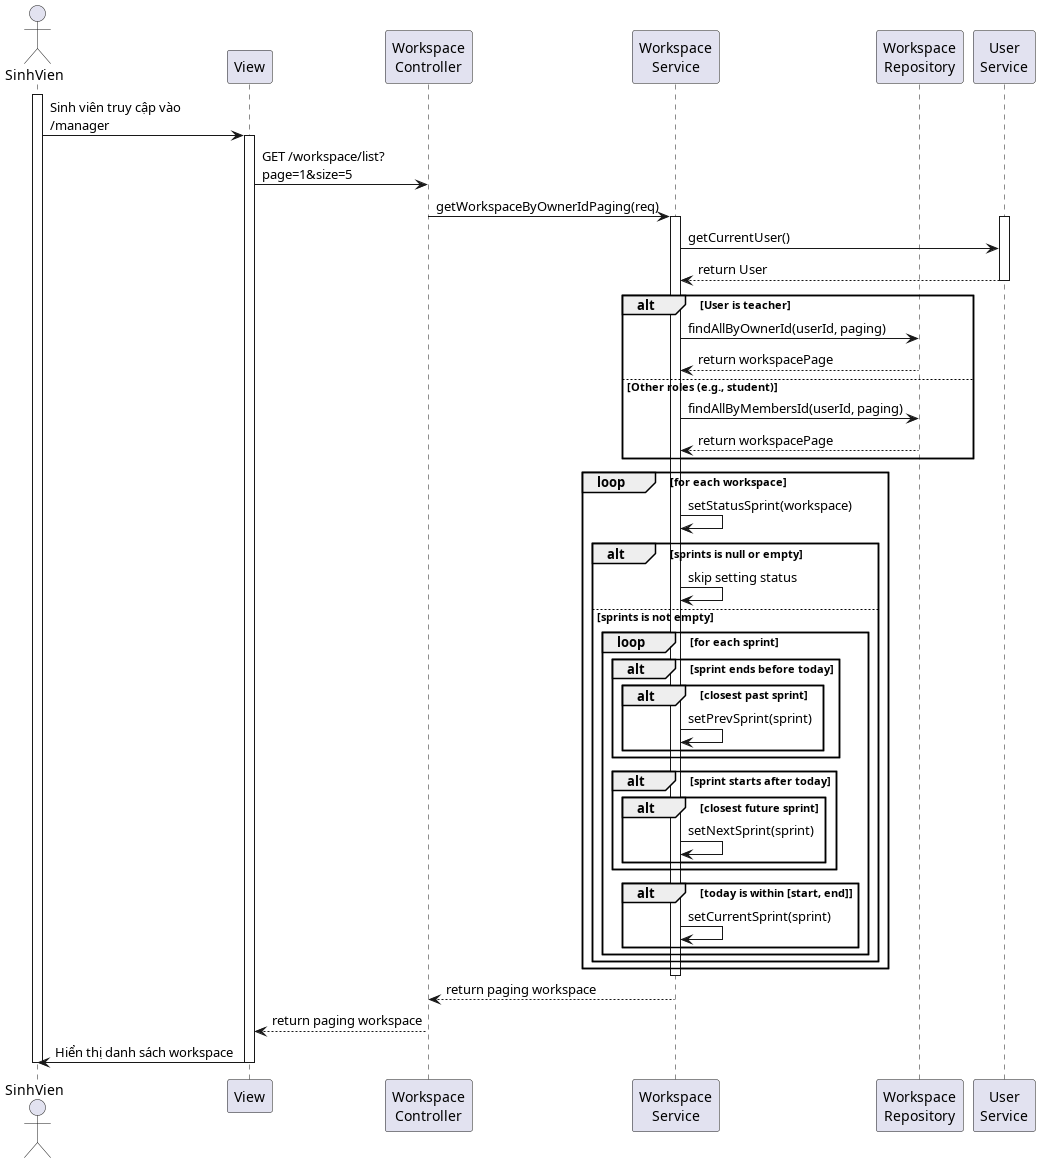 SinhVien
View
Workspace
Controller
Workspace
Service
Workspace
Repository
User
Service
Sinh viên truy cập vào
/manager
GET /workspace/list?
page=1&size=5
getWorkspaceByOwnerIdPaging(req)
getCurrentUser()
return User
alt [User is teacher]
findAllByOwnerId(userId, paging)
return workspacePage
[Other roles (e.g., student)]
findAllByMembersId(userId, paging)
return workspacePage
loop [for each workspace]
setStatusSprint(workspace)
alt [sprints is null or empty]
skip setting status
[sprints is not empty]
loop [for each sprint]
alt [sprint ends before today]
alt [closest past sprint]
setPrevSprint(sprint)
alt [sprint starts after today]
alt [closest future sprint]
setNextSprint(sprint)
alt [today is within [start, end]]
setCurrentSprint(sprint)
return paging workspace
return paging workspace
Hiển thị danh sách workspace
SinhVien
View
Workspace
Controller
Workspace
Service
Workspace
Repository
User
Service